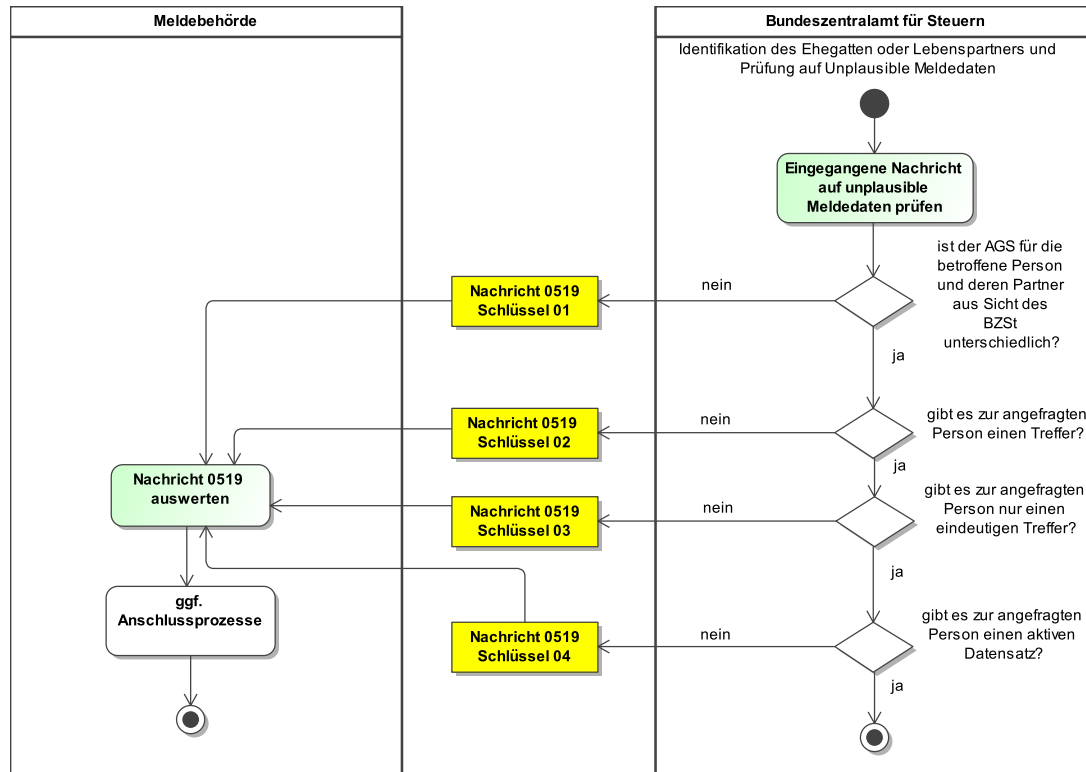 Meldebehörde
Bundeszentralamt für Steuern
Identifikation des Ehegatten oder Lebenspartners und
Prüfung auf Unplausible Meldedaten
Eingegangene Nachricht
auf unplausible
Meldedaten prüfen
ist der AGS für die
betroffene Person
und deren Partner
aus Sicht des
BZSt
unterschiedlich?
nein
Nachricht 0519
Schlüssel 01
ja
gibt es zur angefragten
Person einen Treffer?
nein
Nachricht 0519
Schlüssel 02
ja
Nachricht 0519
auswerten
gibt es zur angefragten
Person nur einen
eindeutigen Treffer?
nein
Nachricht 0519
Schlüssel 03
ja
ggf.
Anschlussprozesse
gibt es zur angefragten
Person einen aktiven
Datensatz?
nein
Nachricht 0519
Schlüssel 04
ja